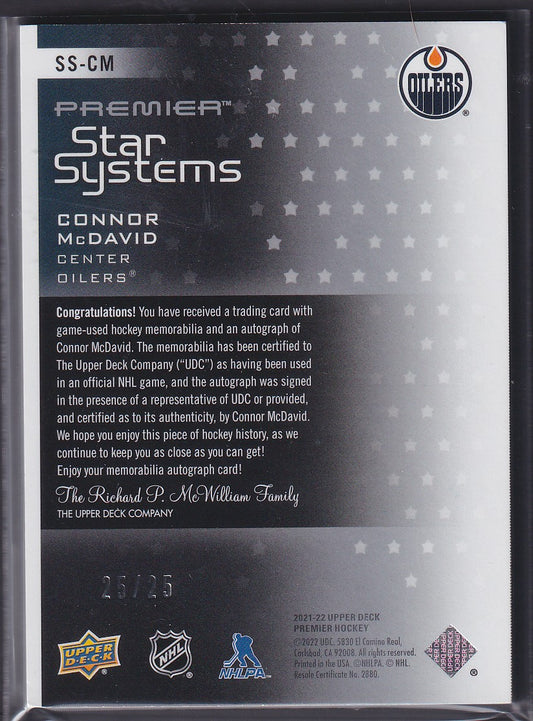 SS-CM
OILERS®
PREMIER™
Star
Systems
CONNOR
McDAVID
CENTER
OILERS®
Congratulations! You have received a trading card with
game-used hockey memorabilia and an autograph of
Connor McDavid. The memorabilia has been certified to
The Upper Deck Company (“UDC”) as having been used
in an official NHL game, and the autograph was signed
in the presence of a representative of UDC or provided,
and certified as to its authenticity, by Connor McDavid.
We hope you enjoy this piece of hockey history, as we
continue to keep you as close as you can get!
Enjoy your memorabilia autograph card!
The Richard P. McWilliam Family
THE UPPER DECK COMPANY
25/25
2021-22 UPPER DECK
PREMIER HOCKEY
©2022 UDC. 5830 El Camino Real,
Carlsbad, CA 92008. All rights reserved.
Printed in the USA. ©NHLPA. © NHL.
Resale Certificate No. 2880.
UPPER
DECK
NHL
NHLPA